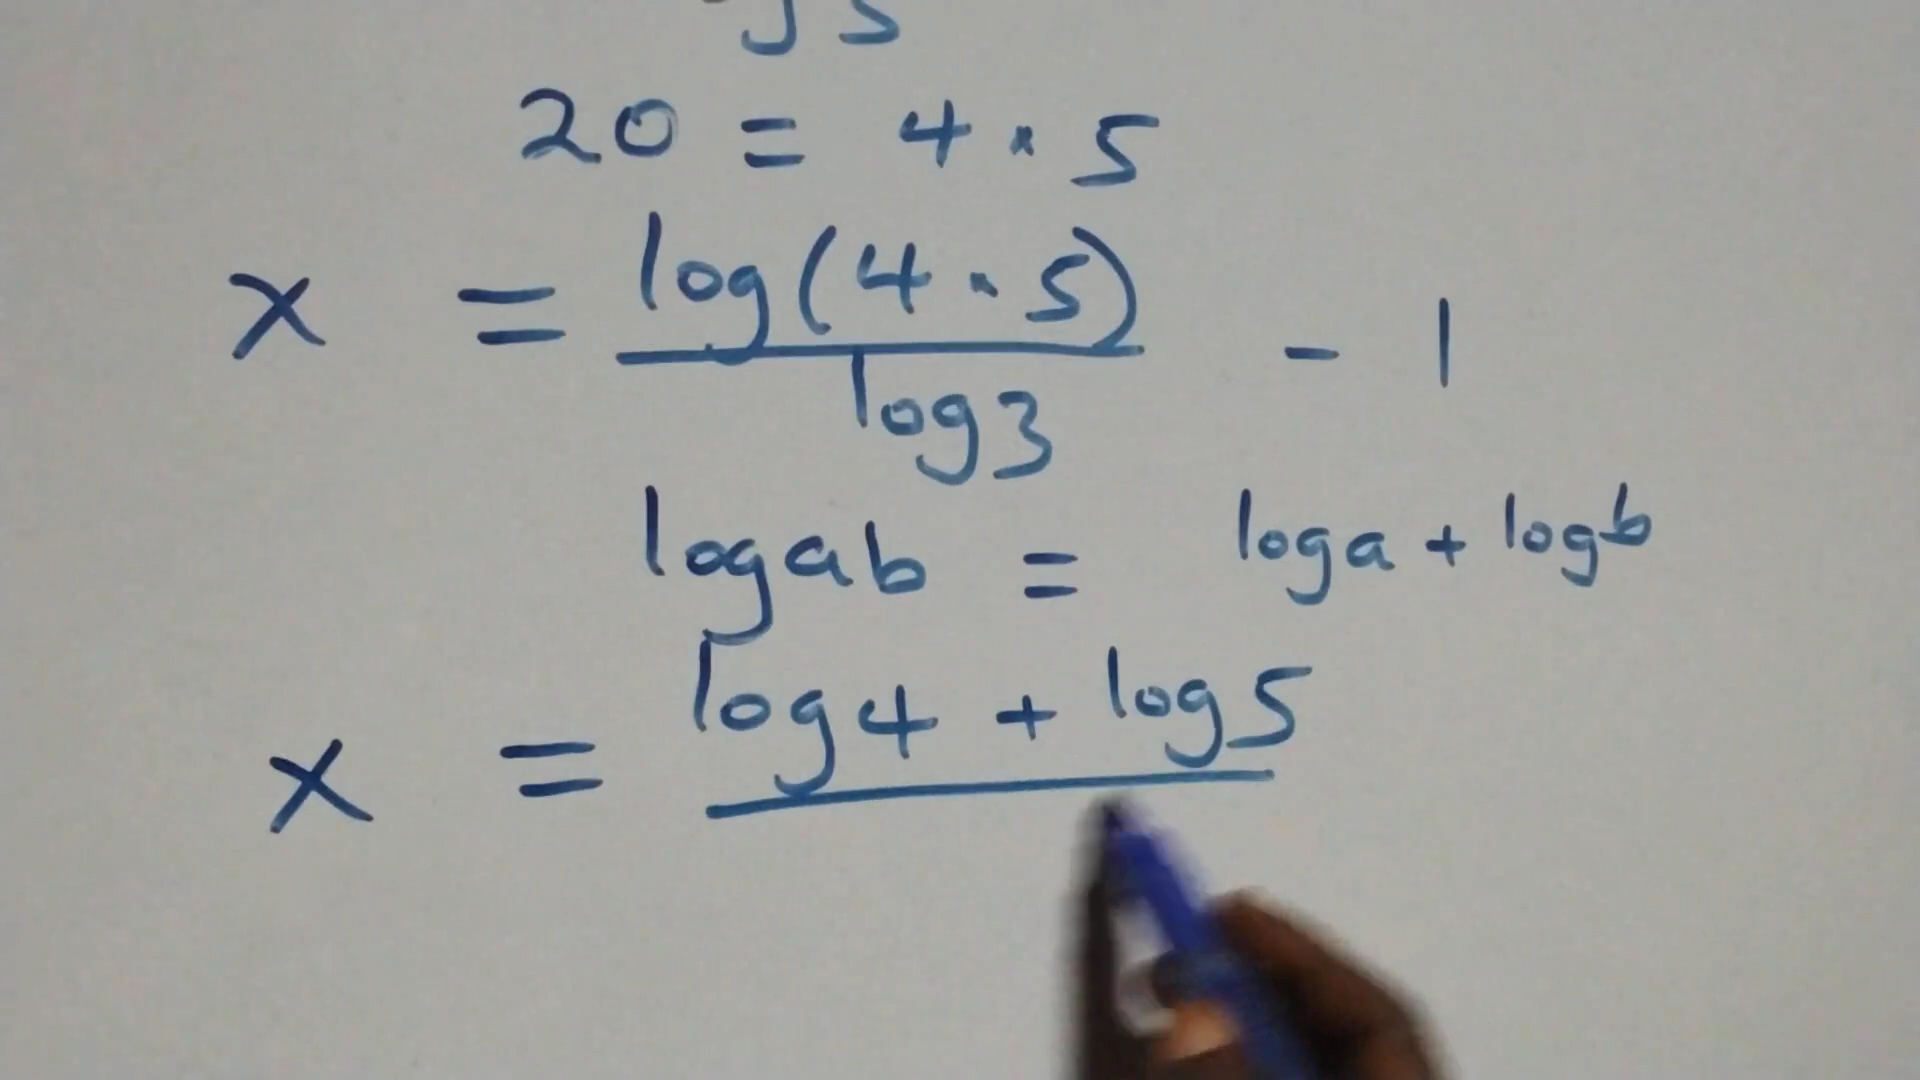 20 = 4 · 5
x = log(4 · 5) / log3 - 1
logab = loga + logb
x = log4 + log5